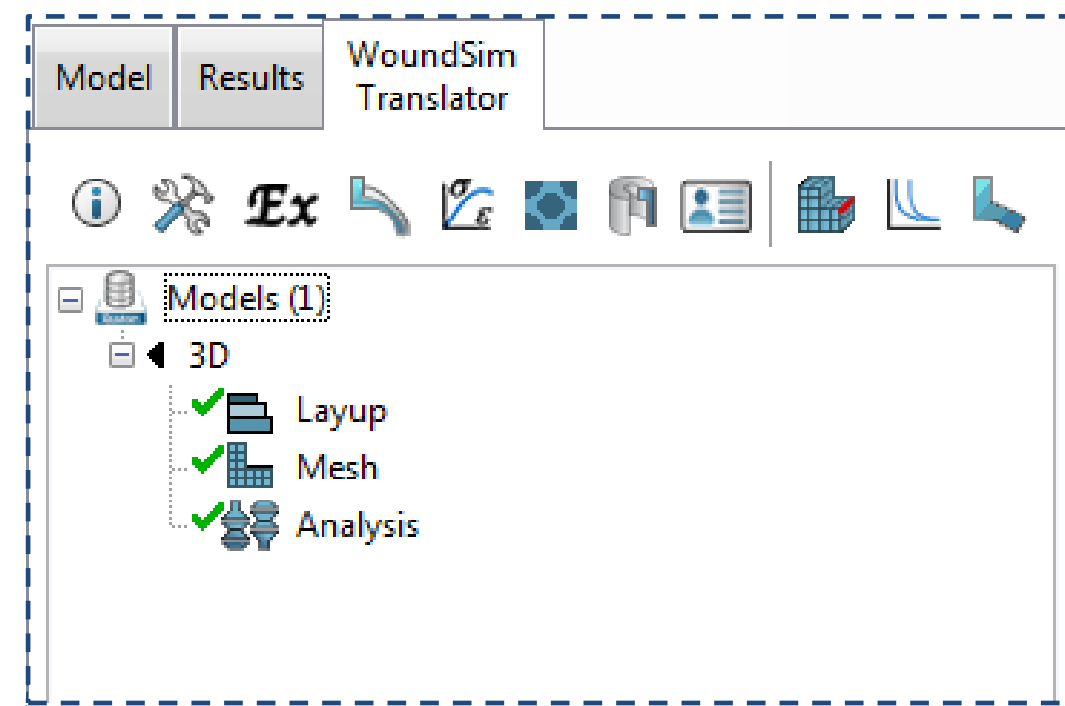 Model
Results
WoundSim
Translator
Ex
σ
ε
Models (1)
3D
Layup
Mesh
Analysis